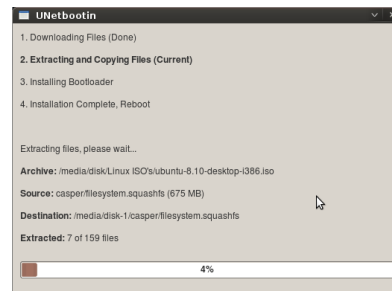 UNetbootin
1. Downloading Files (Done)
2. Extracting and Copying Files (Current)
3. Installing Bootloader
4. Installation Complete, Reboot
Extracting files, please wait...
Archive: /media/disk/Linux ISO's/ubuntu-8.10-desktop-i386.iso
Source: casper/filesystem.squashfs (675 MB)
Destination: /media/disk-1/casper/filesystem.squashfs
Extracted: 7 of 159 files
4%